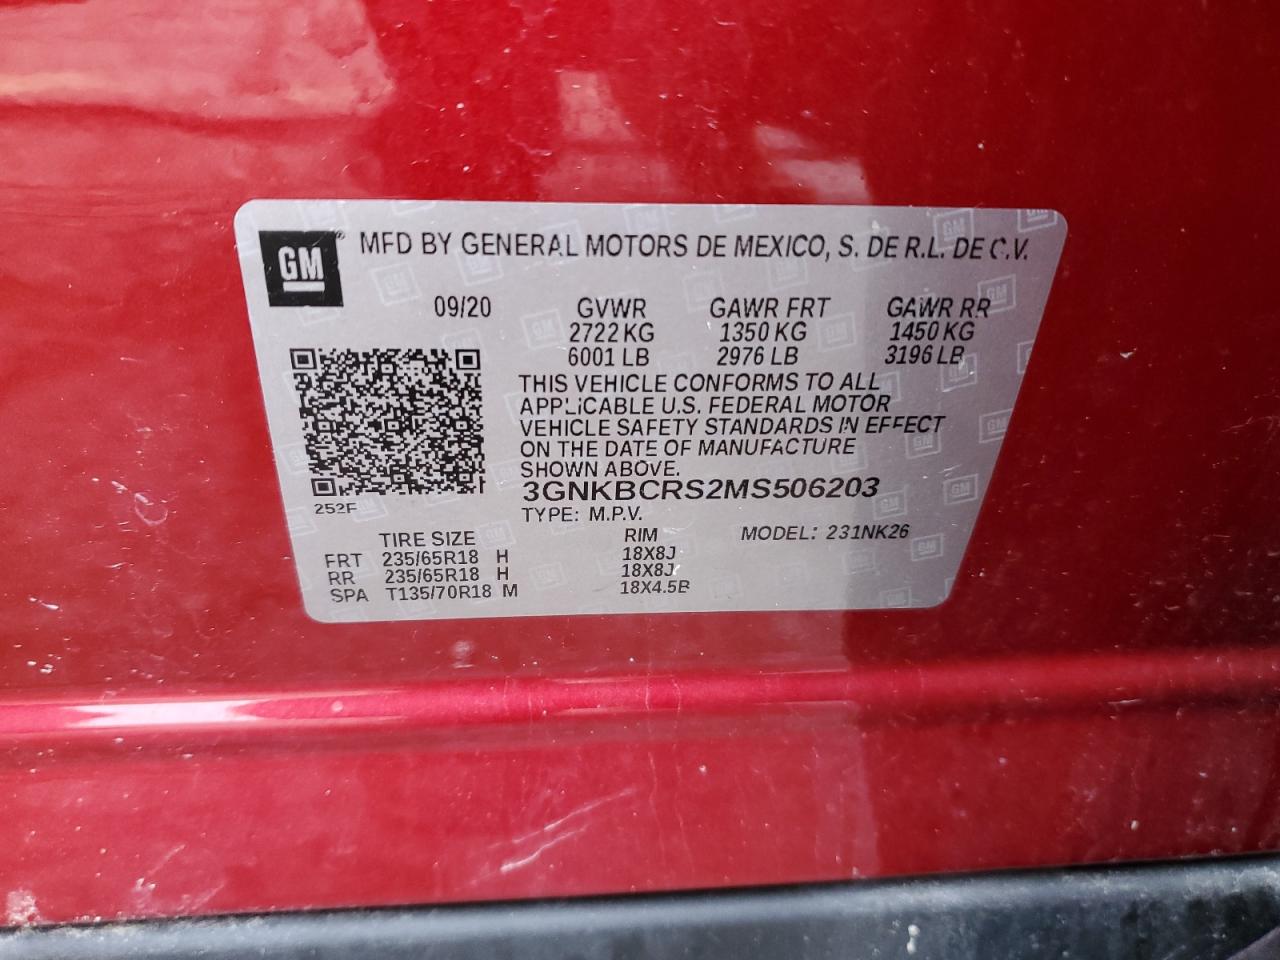 GM® MFD BY GENERAL MOTORS DE MEXICO, S. DE R.L. DE C.V.
09/20 GVWR GAWR FRT GAWR RR
2722 KG 1350 KG 1450 KG
6001 LB 2976 LB 3196 LB
THIS VEHICLE CONFORMS TO ALL
APPLICABLE U.S. FEDERAL MOTOR
VEHICLE SAFETY STANDARDS IN EFFECT
ON THE DATE OF MANUFACTURE
SHOWN ABOVE.
3GNKBCRS2MS506203
252F
TYPE: M.P.V.
TIRE SIZE RIM MODEL: 231NK26
FRT 235/65R18 H 18X8J
RR 235/65R18 H 18X8J
SPA T135/70R18 M 18X4.5B